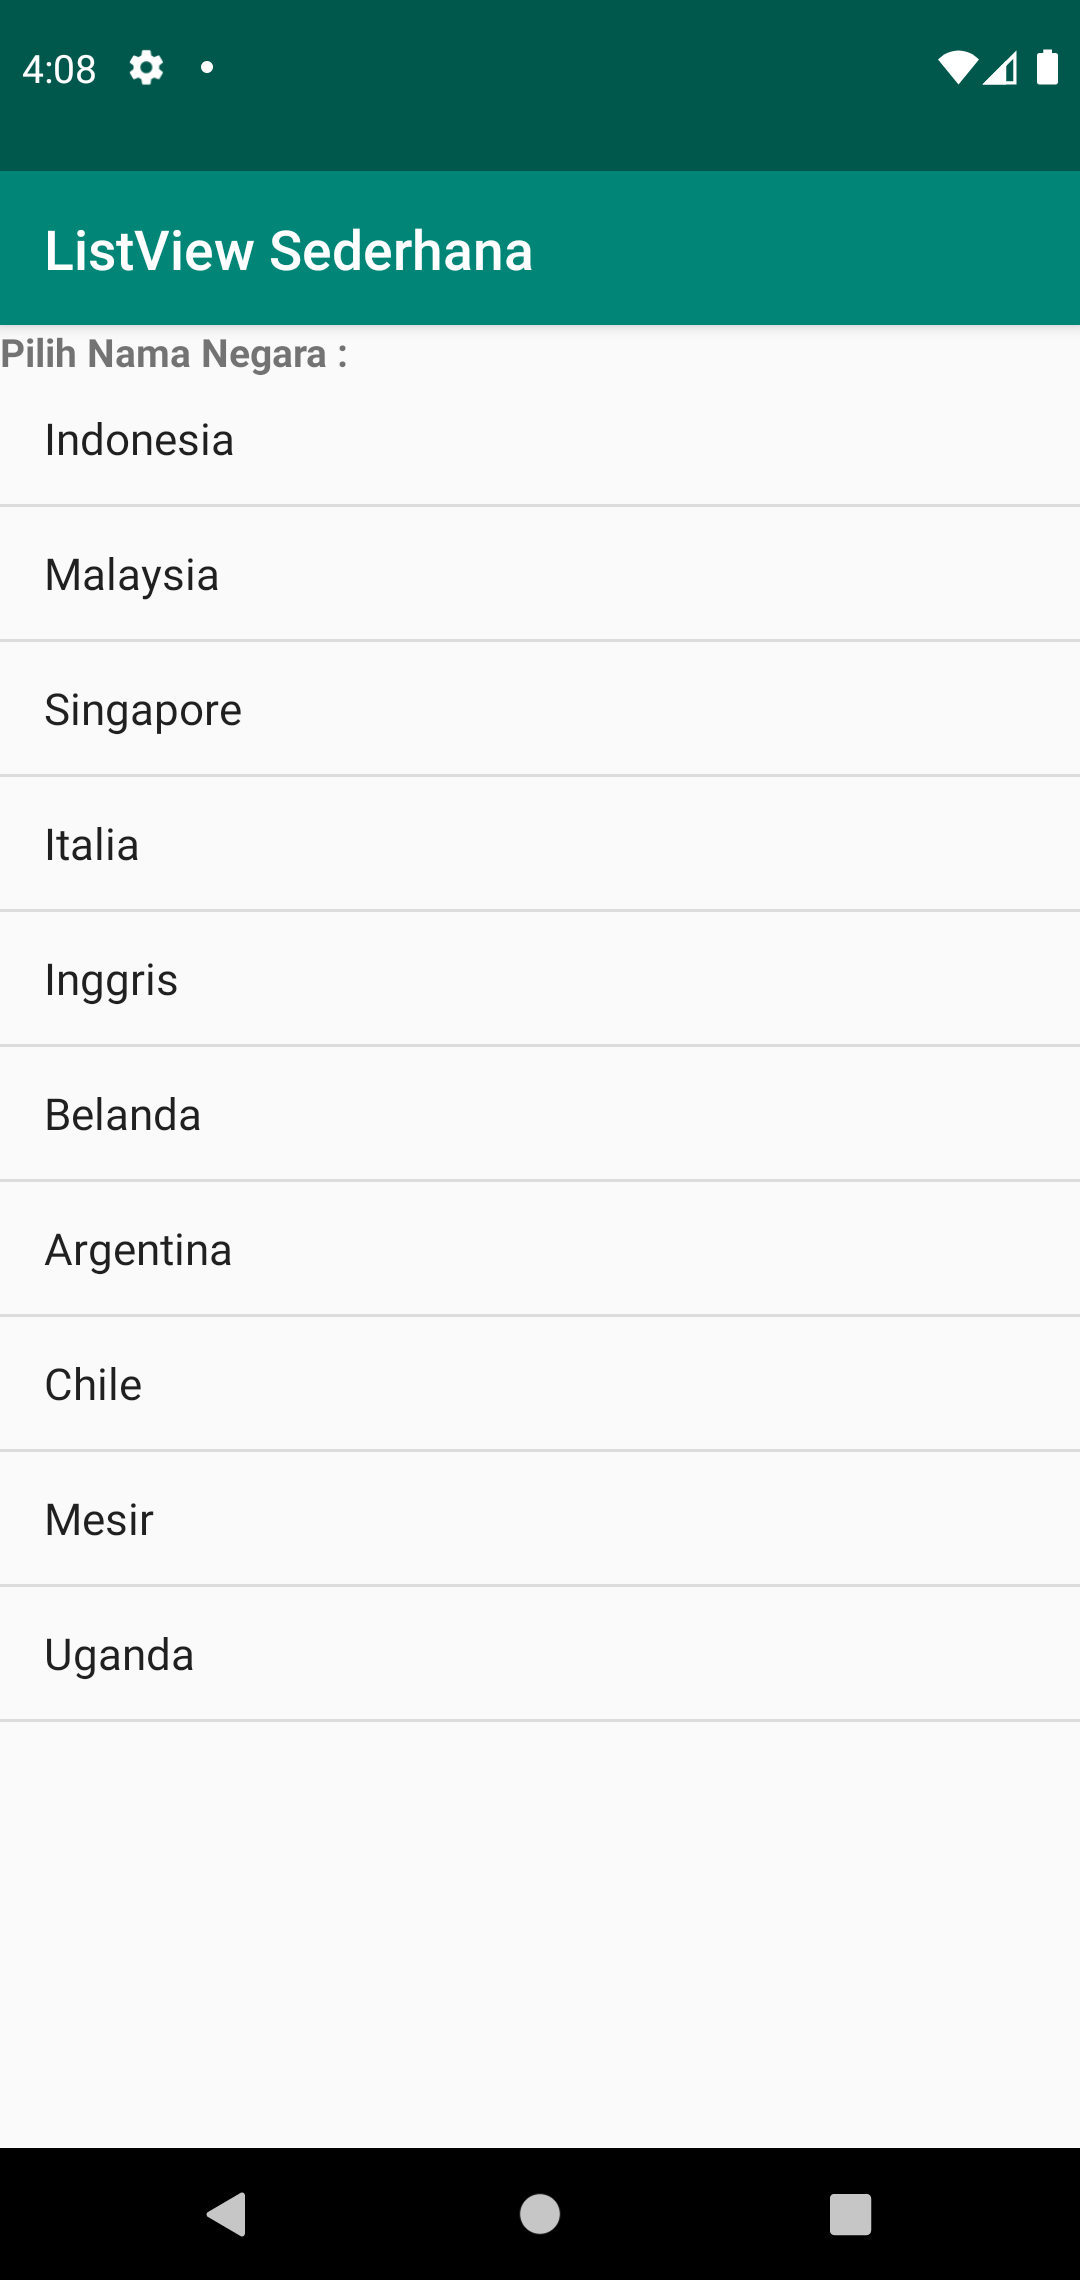 4:08
ListView Sederhana
Pilih Nama Negara :
Indonesia
Malaysia
Singapore
Italia
Inggris
Belanda
Argentina
Chile
Mesir
Uganda